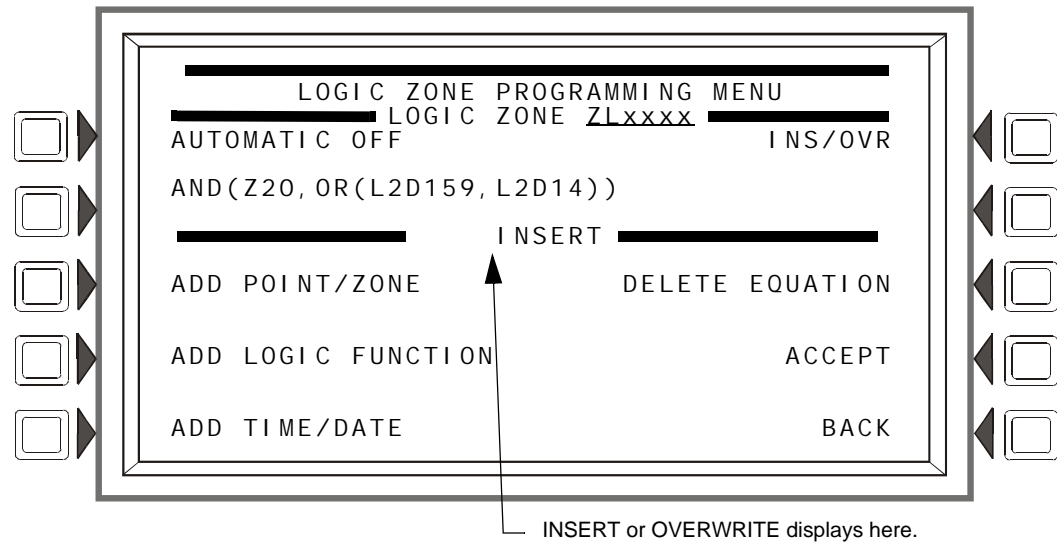 LOGIC ZONE PROGRAMMING MENU
LOGIC ZONE ZLxxxx
AUTOMATIC OFF INS/OVR
AND(Z20,OR(L2D159,L2D14))
INSERT
ADD POINT/ZONE DELETE EQUATION
ADD LOGIC FUNCTION ACCEPT
ADD TIME/DATE BACK
INSERT or OVERWRITE displays here.